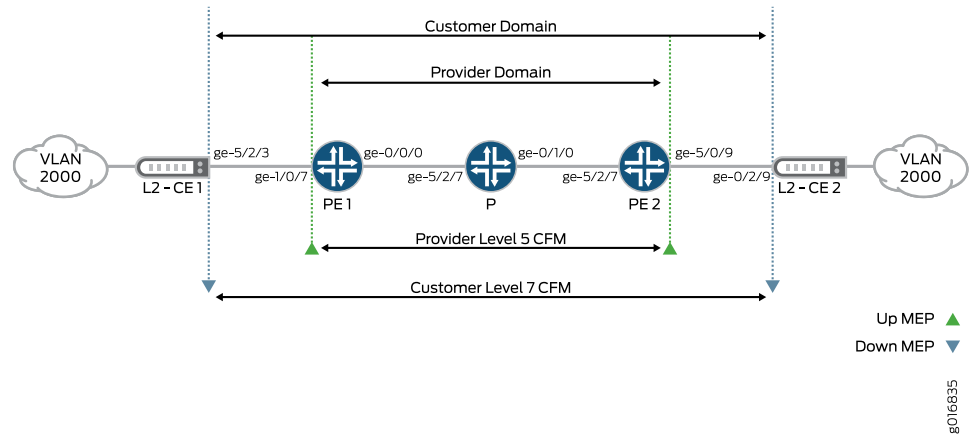 Customer Domain
Provider Domain
VLAN
2000
L2 - CE 1
ge-5/2/3
ge-1/0/7
PE 1
ge-0/0/0
ge-5/2/7
P
ge-0/1/0
ge-5/2/7
PE 2
ge-5/0/9
ge-0/2/9
L2 - CE 2
VLAN
2000
Provider Level 5 CFM
Customer Level 7 CFM
Up MEP
Down MEP
g016835